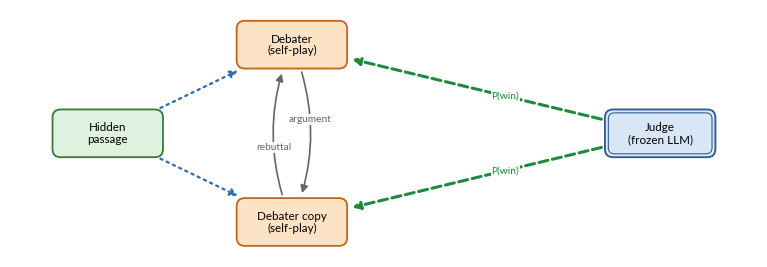 Debater
(self-play)
P(win)
Hidden
passage
argument
rebuttal
Judge
(frozen LLM)
P(win)
Debater copy
(self-play)